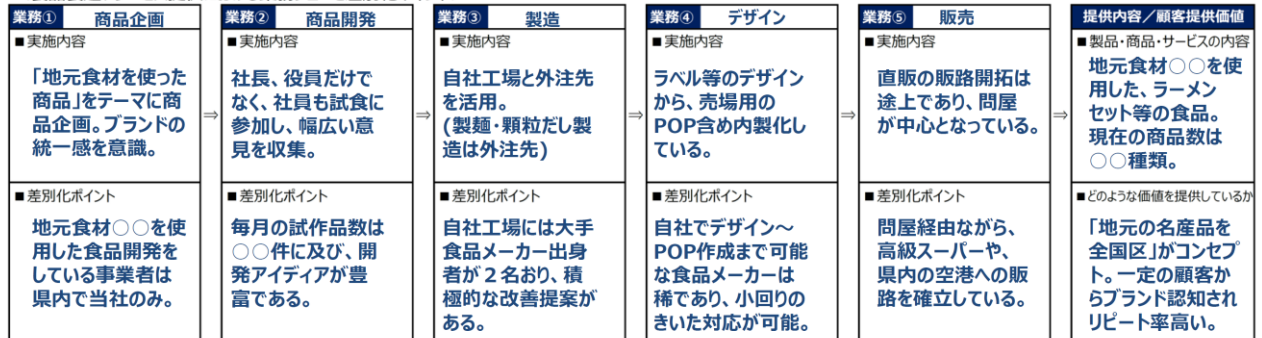 業務① 商品企画
■実施内容
「地元食材を使った
商品」をテーマに商
品企画。ブランドの
統一感を意識。
■差別化ポイント
地元食材○○を使
用した食品開発を
している事業者は
県内で当社のみ。
⇒
業務② 商品開発
■実施内容
社長、役員だけで
なく、社員も試食に
参加し、幅広い意
見を収集。
■差別化ポイント
毎月の試作品数は
○○件に及び、開
発アイディアが豊
富である。
⇒
業務③ 製造
■実施内容
自社工場と外注先
を活用。
(製麺・顆粒だし製
造は外注先)
■差別化ポイント
自社工場には大手
食品メーカー出身
者が２名おり、積
極的な改善提案が
ある。
⇒
業務④ デザイン
■実施内容
ラベル等のデザイン
から、売場用の
POP含め内製化し
ている。
■差別化ポイント
自社でデザイン～
POP作成まで可能
な食品メーカーは
稀であり、小回りの
きいた対応が可能。
⇒
業務⑤ 販売
■実施内容
直販の販路開拓は
途上であり、問屋
が中心となっている。
■差別化ポイント
問屋経由ながら、
高級スーパーや、
県内の空港への販
路を確立している。
⇒
提供内容／顧客提供価値
■製品・商品・サービスの内容
地元食材○○を使
用した、ラーメン
セット等の食品。
現在の商品数は
○○種類。
■どのような価値を提供しているか
「地元の名産品を
全国区」がコンセプ
ト。一定の顧客か
らブランド認知され
リピート率高い。